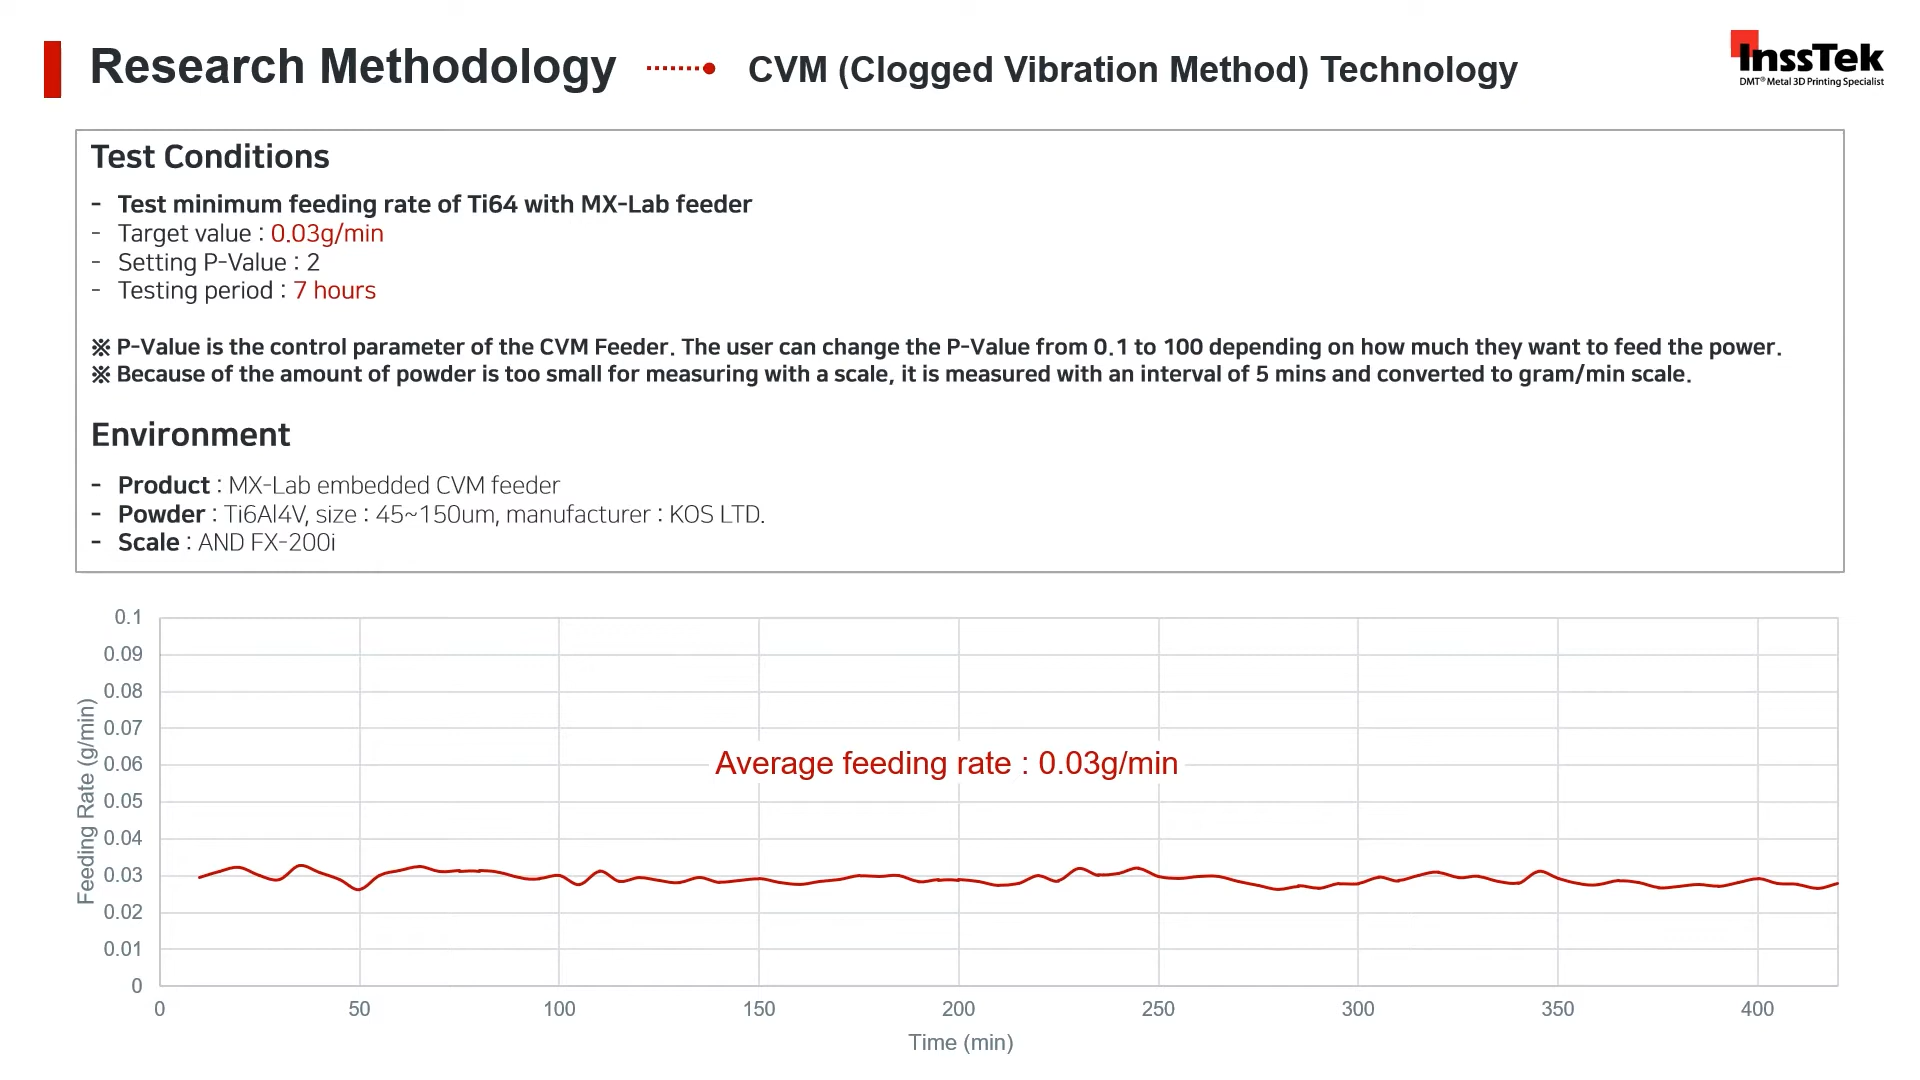 Research Methodology
CVM (Clogged Vibration Method) Technology
InssTek
DMT® Metal 3D Printing Specialist
Test Conditions
- Test minimum feeding rate of Ti64 with MX-Lab feeder
- Target value : 0.03g/min
- Setting P-Value : 2
- Testing period : 7 hours
※ P-Value is the control parameter of the CVM Feeder. The user can change the P-Value from 0.1 to 100 depending on how much they want to feed the power.
※ Because of the amount of powder is too small for measuring with a scale, it is measured with an interval of 5 mins and converted to gram/min scale.
Environment
- Product : MX-Lab embedded CVM feeder
- Powder : Ti6Al4V, size : 45~150um, manufacturer : KOS LTD.
- Scale : AND FX-200i
Feeding Rate (g/min)
0.1
0.09
0.08
0.07
0.06
0.05
0.04
0.03
0.02
0.01
0
Average feeding rate : 0.03g/min
0 50 100 150 200 250 300 350 400
Time (min)